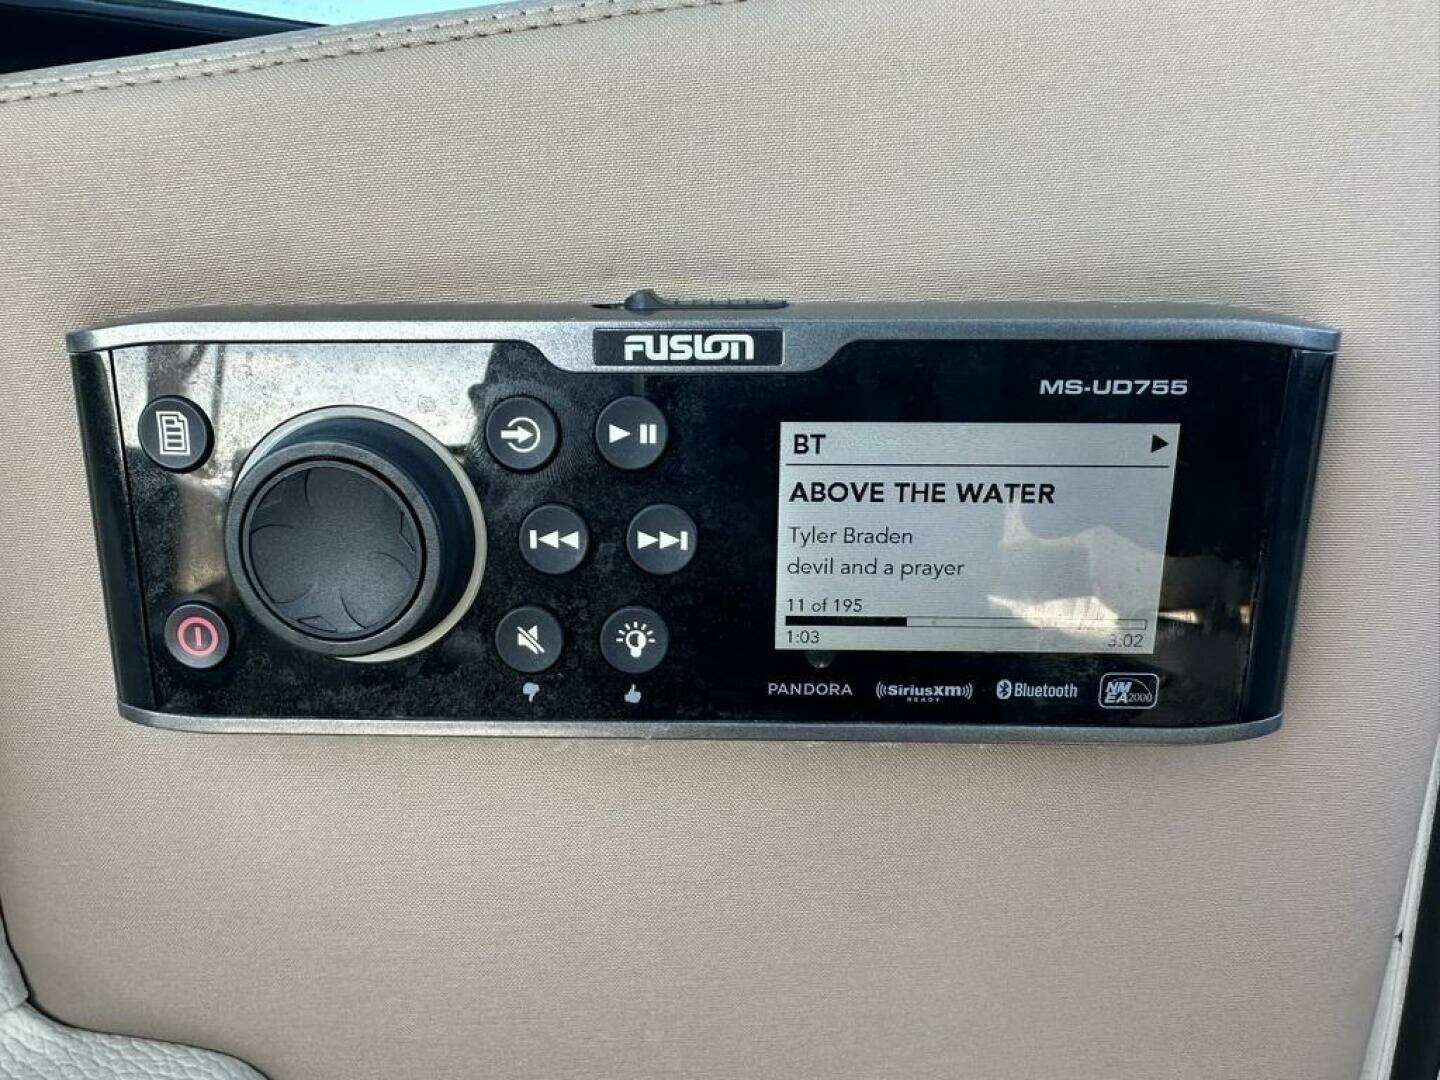 FUSION
MS-UD755
BT
ABOVE THE WATER
Tyler Braden
devil and a prayer
11 of 195
1:03
3:02
PANDORA
SiriusXM
READY
Bluetooth
NMEA 2000